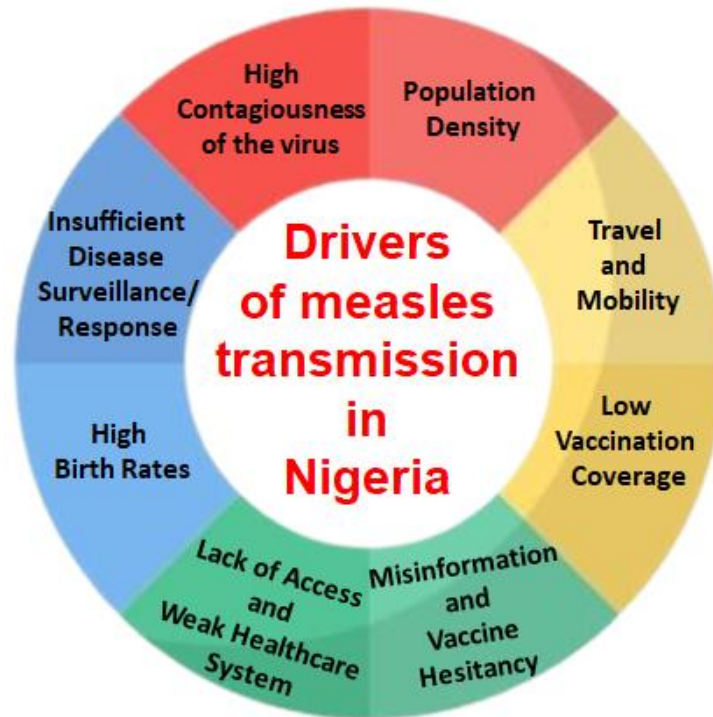 Drivers
of measles
transmission
in
Nigeria
High
Contagiousness
of the virus
Population
Density
Travel
and
Mobility
Low
Vaccination
Coverage
Misinformation
and
Vaccine
Hesitancy
Lack of Access
and
Weak Healthcare
System
High
Birth Rates
Insufficient
Disease
Surveillance/
Response